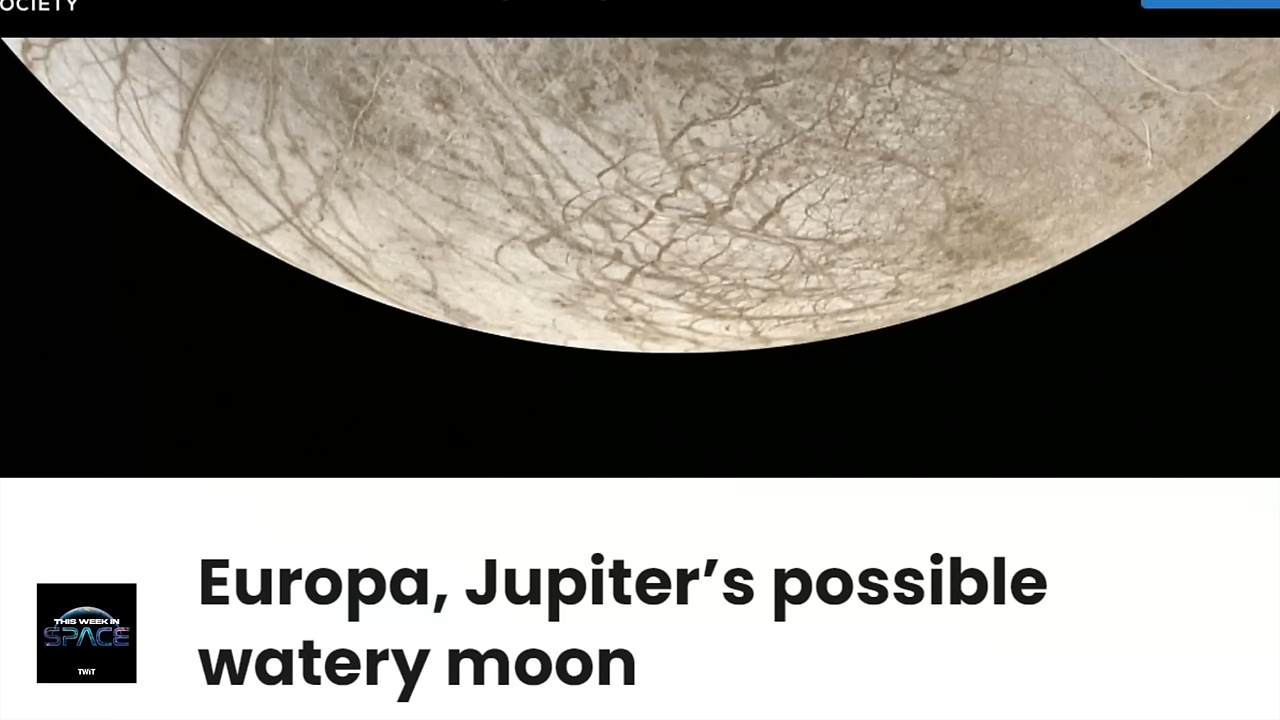 OCIETY
Europa, Jupiter’s possible
watery moon
THIS WEEK IN
SPACE
TWiT